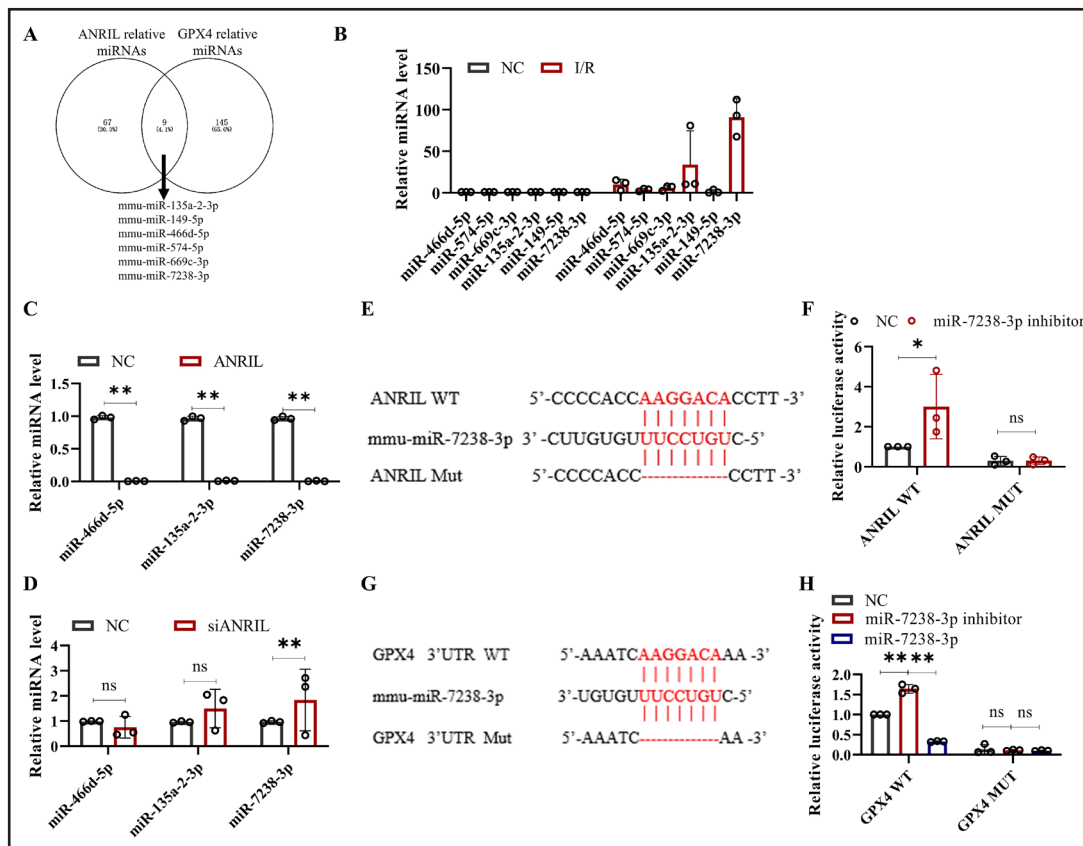 A
ANRIL relative
miRNAs
GPX4 relative
miRNAs
67
(30.3%)
9
(4.1%)
145
(65.6%)
mmu-miR-135a-2-3p
mmu-miR-149-5p
mmu-miR-466d-5p
mmu-miR-574-5p
mmu-miR-669c-3p
mmu-miR-7238-3p
B
NC
I/R
Relative miRNA level
150
100
50
0
miR-466d-5p
miR-574-5p
miR-669c-3p
miR-135a-2-3p
miR-149-5p
miR-7238-3p
miR-466d-5p
miR-574-5p
miR-669c-3p
miR-135a-2-3p
miR-149-5p
miR-7238-3p
C
NC
ANRIL
Relative miRNA level
1.5
1.0
0.5
0.0
**
**
**
miR-466d-5p
miR-135a-2-3p
miR-7238-3p
D
NC
siANRIL
Relative miRNA level
4
3
2
1
0
ns
ns
**
miR-466d-5p
miR-135a-2-3p
miR-7238-3p
E
ANRIL WT 5'-CCCCACCAAGGACACCTT -3'
mmu-miR-7238-3p 3' -CUUGUGUUUCCUGUC-5'
ANRIL Mut 5'- CCCCACC--------------CCTT -3'
F
NC
miR-7238-3p inhibitor
Relative luciferase activity
6
4
2
0
*
ns
ANRIL WT
ANRIL MUT
G
GPX4 3'UTR WT 5'-AAATCAAGGACAAA -3'
mmu-miR-7238-3p 3'-UGUGUUUCCUGUC-5'
GPX4 3'UTR Mut 5'- AAATC--------------AA -3'
H
NC
miR-7238-3p inhibitor
miR-7238-3p
Relative luciferase activity
2.0
1.5
1.0
0.5
0.0
** **
ns
ns
GPX4 WT
GPX4 MUT